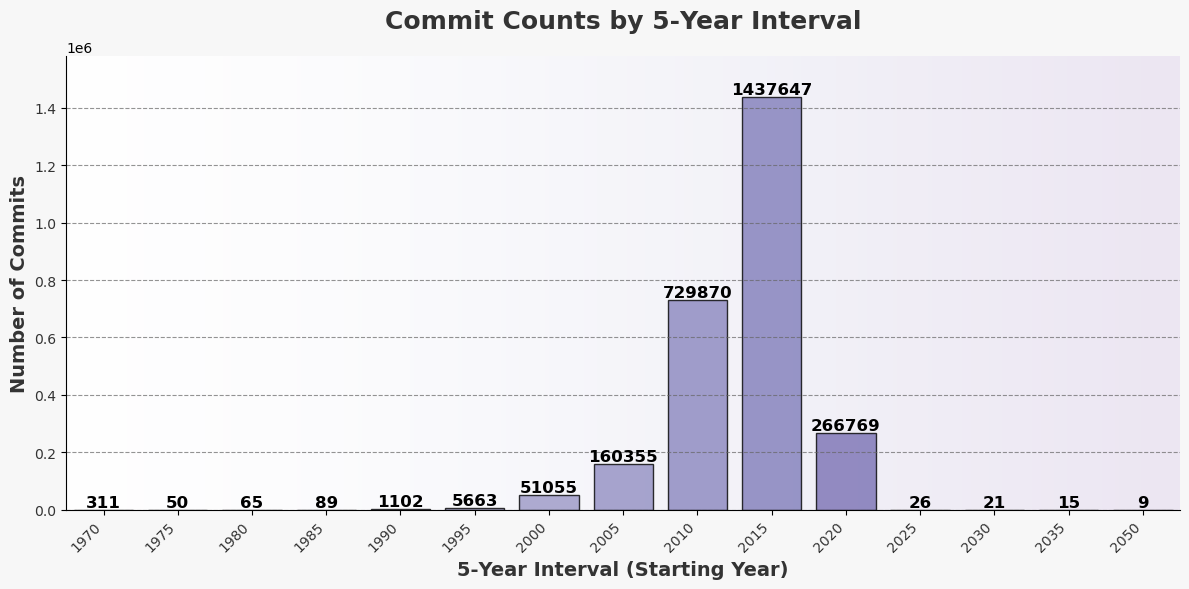 Commit Counts by 5-Year Interval
1e6
1437647
1.4
1.2
1.0
0.8
729870
0.6
0.4
266769
0.2
160355
51055
5663
1102
311 50 65 89 26 21 15 9
0.0
Number of Commits
1970 1975 1980 1985 1990 1995 2000 2005 2010 2015 2020 2025 2030 2035 2050
5-Year Interval (Starting Year)